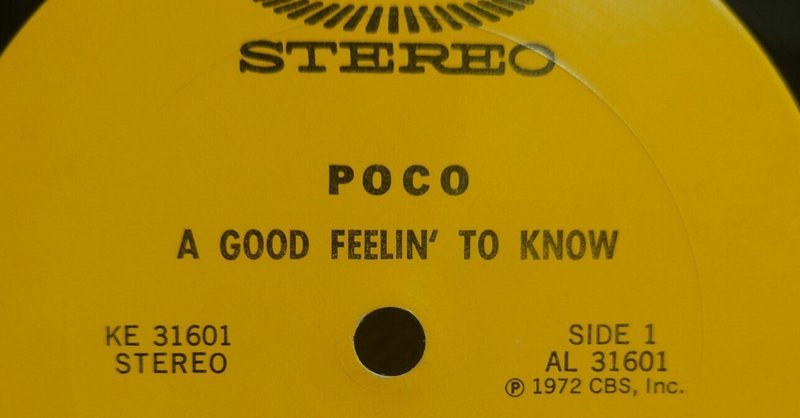 STEREO
POCO
A GOOD FEELIN' TO KNOW
KE 31601
STEREO
SIDE 1
AL 31601
℗ 1972 CBS, Inc.